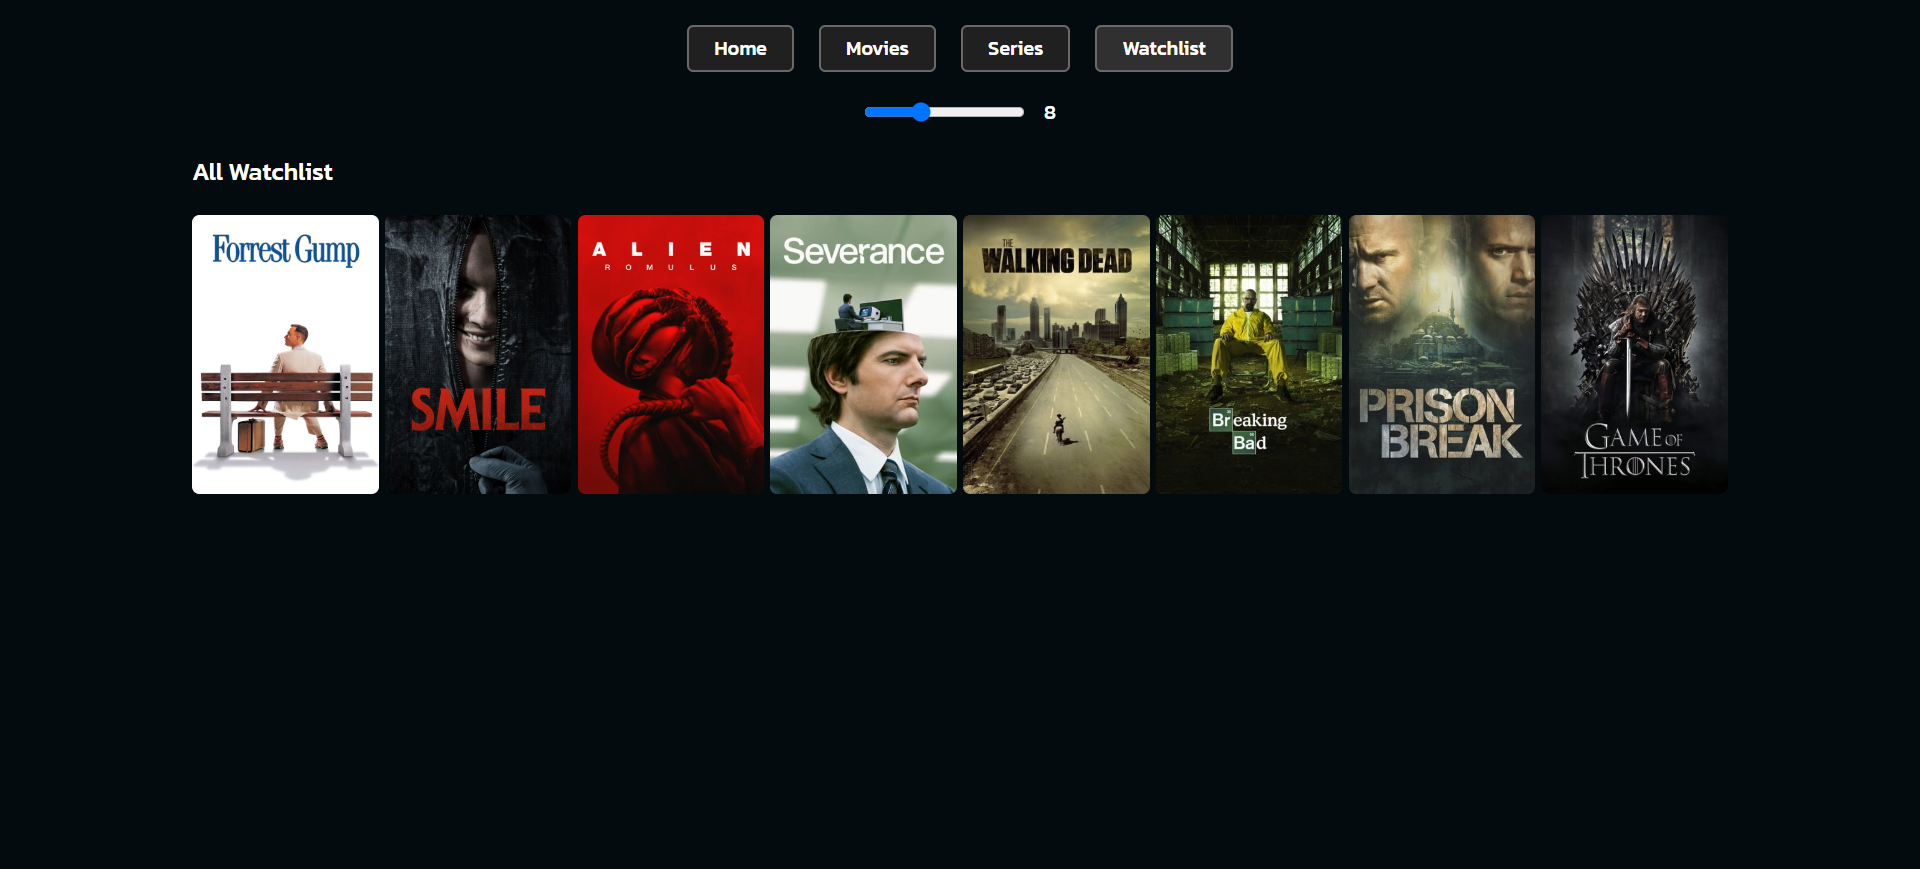 Home
Movies
Series
Watchlist
8
All Watchlist
Forrest Gump
SMILE
ALIEN
ROMULUS
Severance
THE
WALKING DEAD
Breaking
Bad
PRISON
BREAK
GAME OF
THRONES